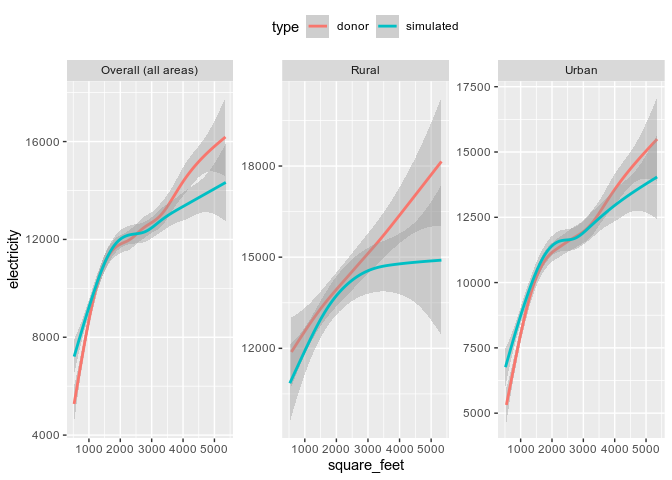 type donor simulated
Overall (all areas) Rural Urban
electricity
16000
12000
8000
4000
18000
15000
12000
17500
15000
12500
10000
7500
5000
1000 2000 3000 4000 5000 1000 2000 3000 4000 5000 1000 2000 3000 4000 5000
square_feet